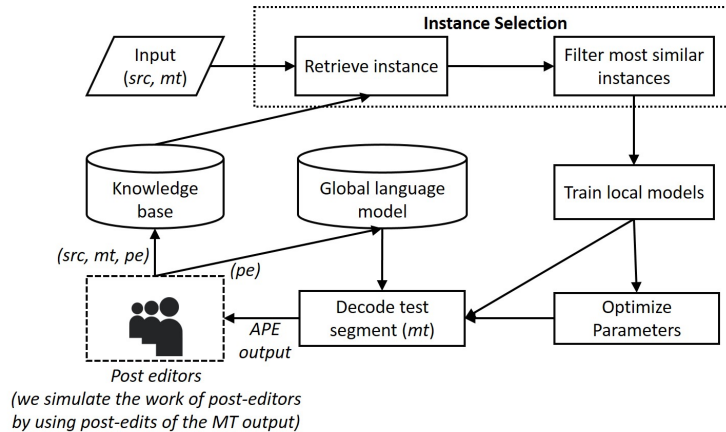 Instance Selection
Input
(src, mt)
Retrieve instance
Filter most similar
instances
Knowledge
base
Global language
model
Train local models
(src, mt, pe)
(pe)
Decode test
segment (mt)
Optimize
Parameters
APE
output
Post editors
(we simulate the work of post-editors
by using post-edits of the MT output)